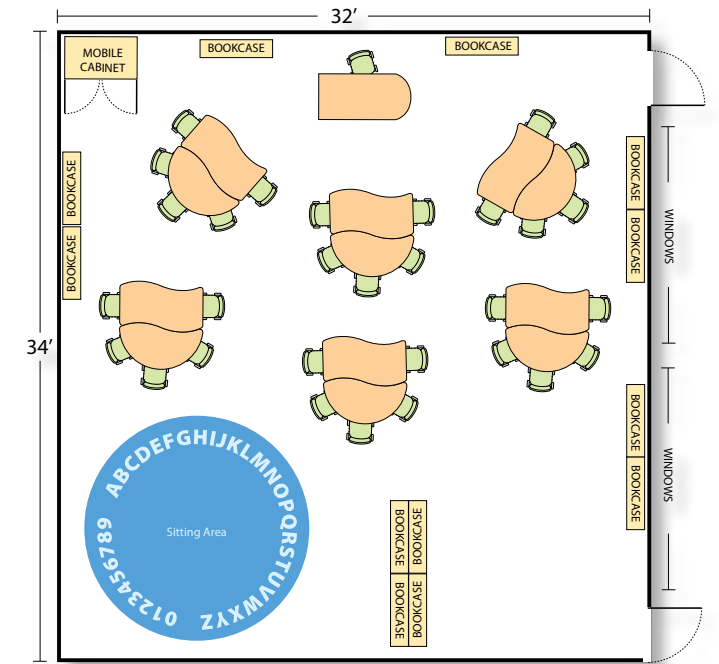 32’
MOBILE
CABINET
BOOKCASE
BOOKCASE
BOOKCASE
BOOKCASE
BOOKCASE
BOOKCASE
WINDOWS
34’
BOOKCASE
BOOKCASE
WINDOWS
ABCDEFGHIJKLMNOPQRSTUVWXYZ
0123456789
Sitting Area
BOOKCASE
BOOKCASE
BOOKCASE
BOOKCASE